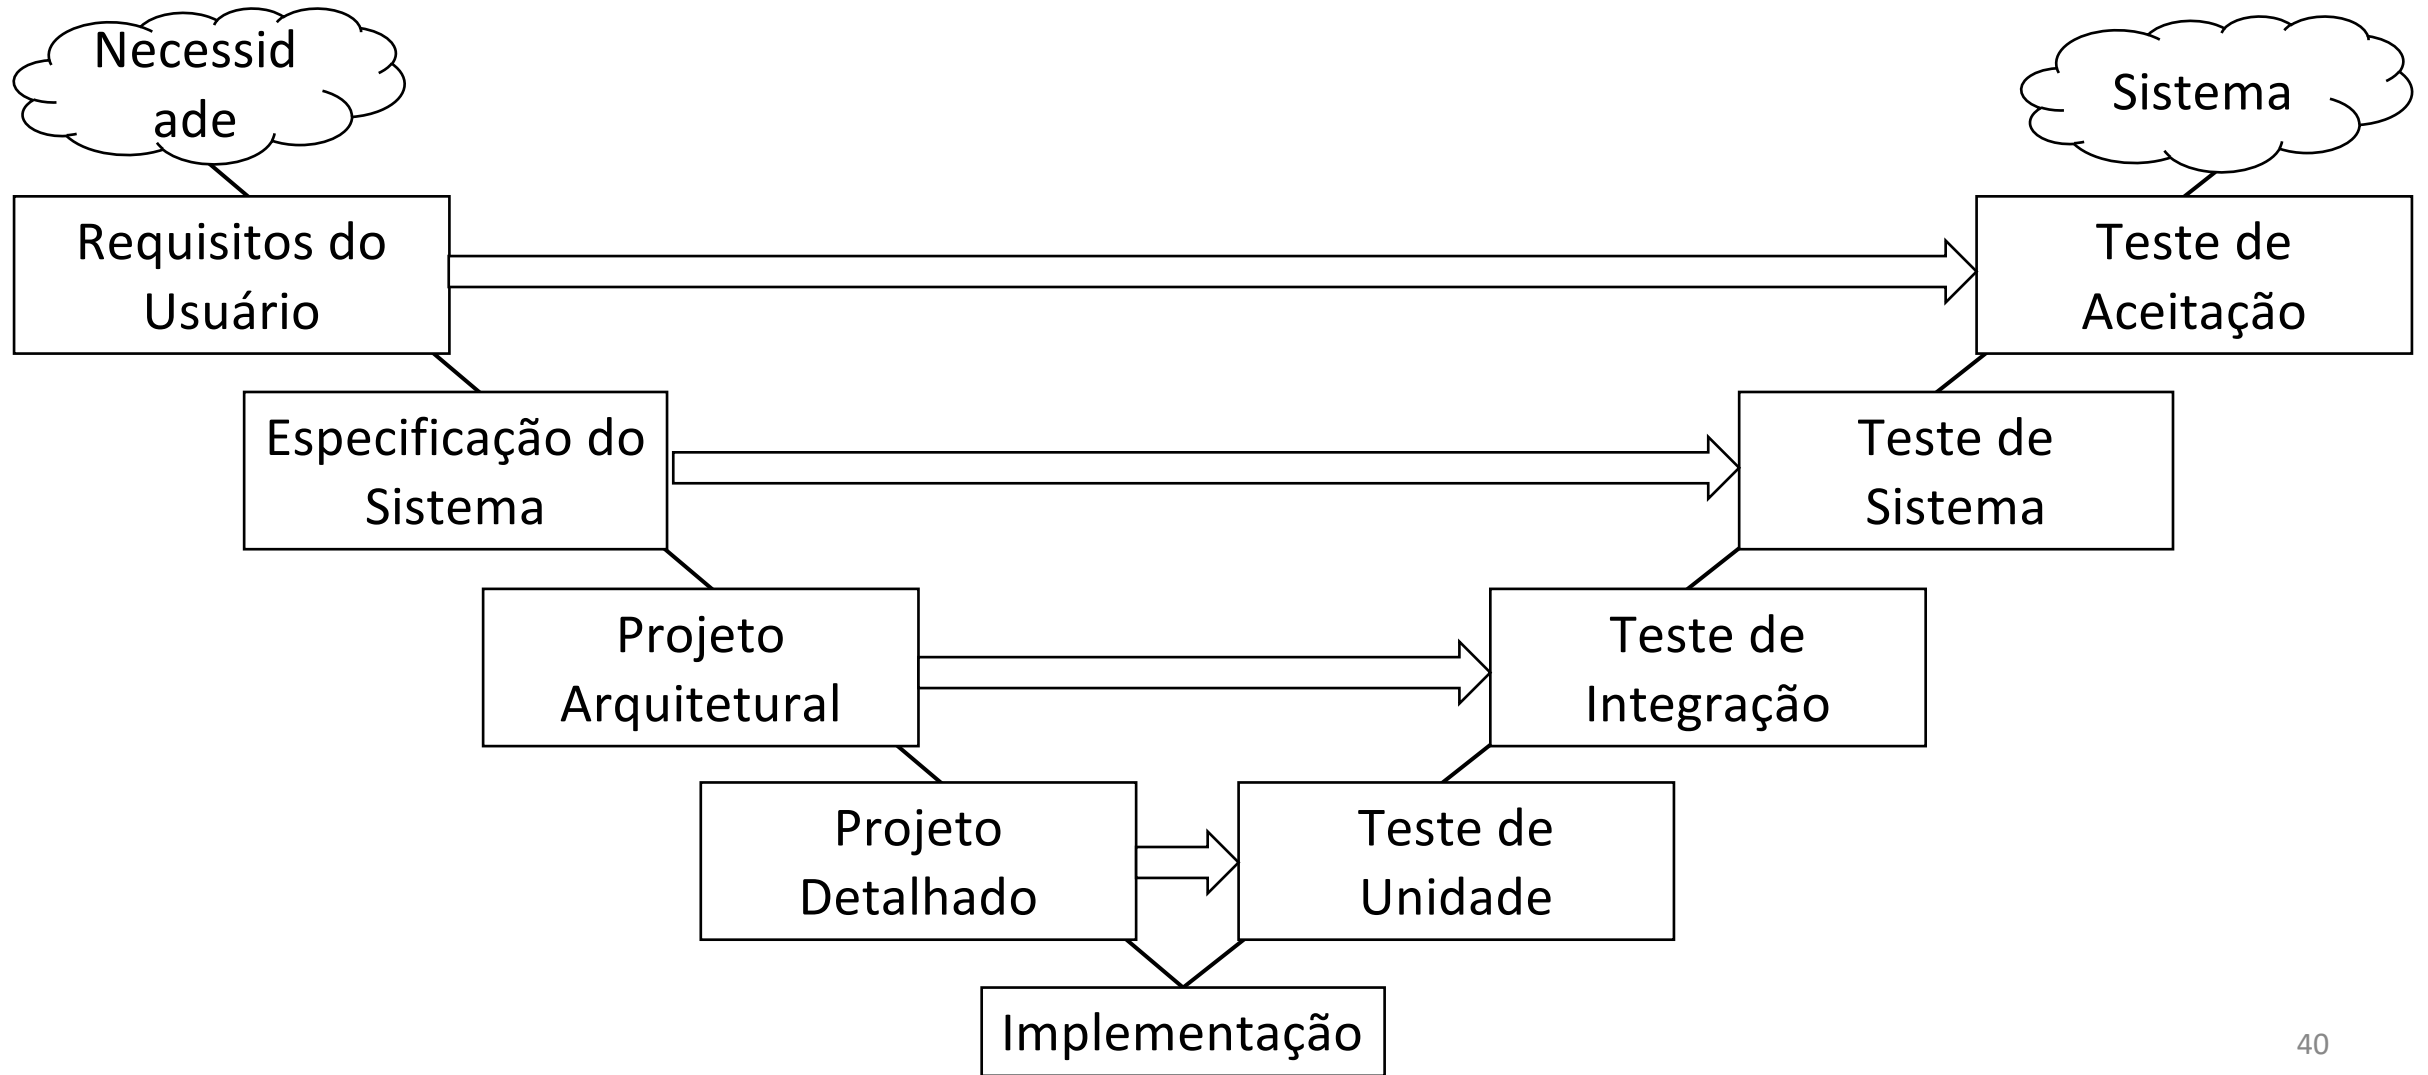 Necessid
ade
Sistema
Requisitos do
Usuário
Teste de
Aceitação
Especificação do
Sistema
Teste de
Sistema
Projeto
Arquitetural
Teste de
Integração
Projeto
Detalhado
Teste de
Unidade
Implementação
40